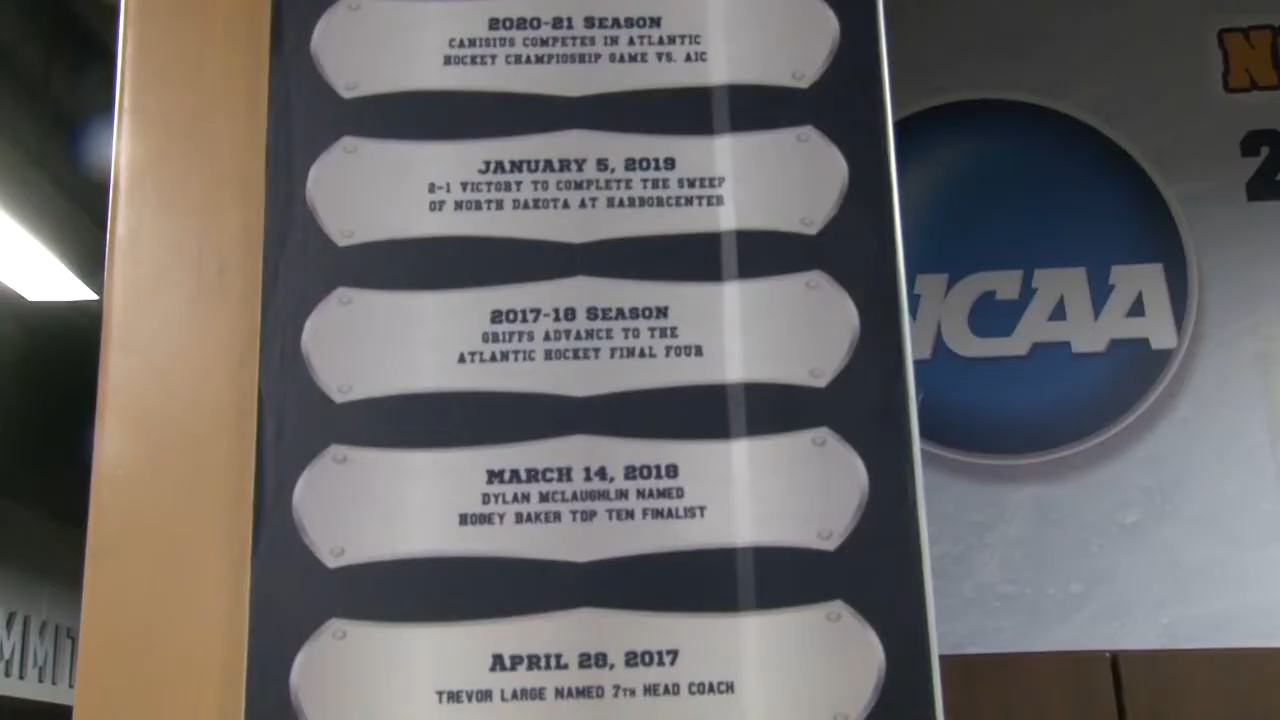 2020-21 SEASON
CANISIUS COMPETES IN ATLANTIC
HOCKEY CHAMPIOSHIP GAME VS. AIC
JANUARY 5, 2019
2-1 VICTORY TO COMPLETE THE SWEEP
OF NORTH DAKOTA AT HARBORCENTER
2017-18 SEASON
GRIFFS ADVANCE TO THE
ATLANTIC HOCKEY FINAL FOUR
MARCH 14, 2018
DYLAN MCLAUGHLIN NAMED
HOBEY BAKER TOP TEN FINALIST
APRIL 28, 2017
TREVOR LARGE NAMED 7TH HEAD COACH
NCAA